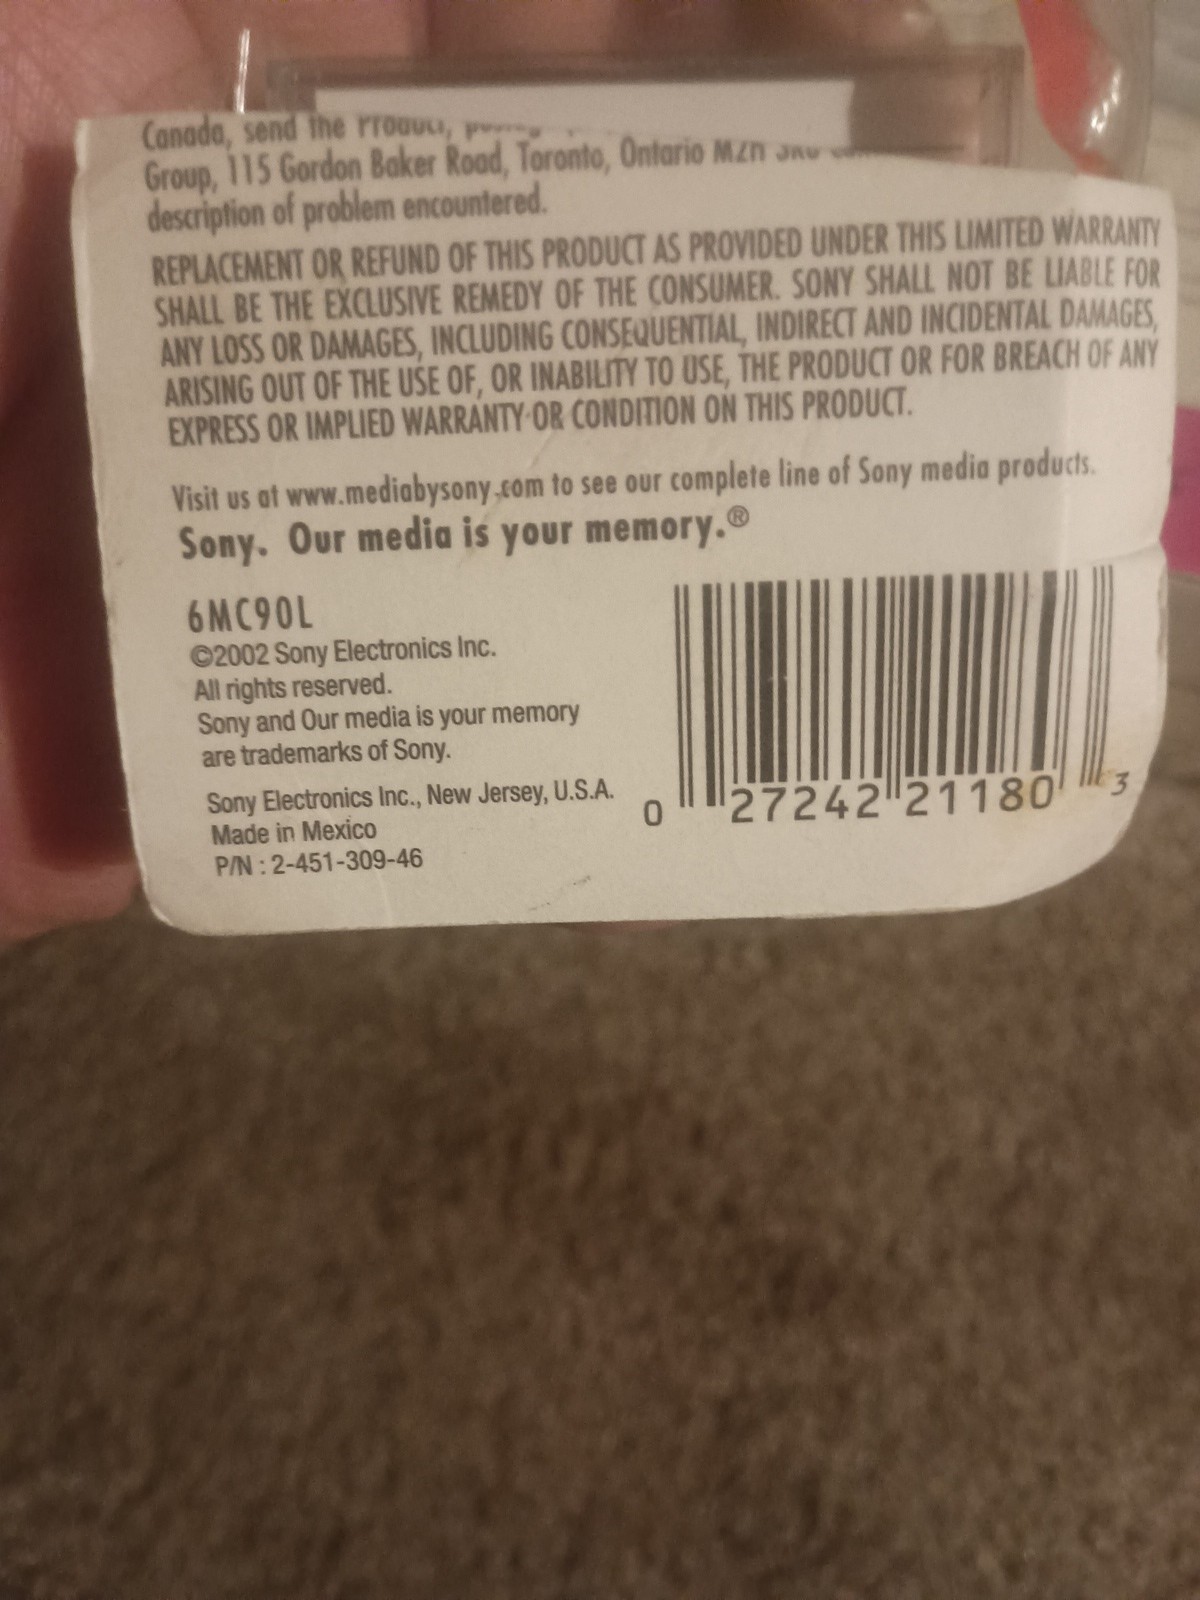 Canada, send the Product,
Group, 115 Gordon Baker Road, Toronto, Ontario
description of problem encountered.
REPLACEMENT OR REFUND OF THIS PRODUCT AS PROVIDED UNDER THIS LIMITED WARRANTY
SHALL BE THE EXCLUSIVE REMEDY OF THE CONSUMER. SONY SHALL NOT BE LIABLE FOR
ANY LOSS OR DAMAGES, INCLUDING CONSEQUENTIAL, INDIRECT AND INCIDENTAL DAMAGES,
ARISING OUT OF THE USE OF, OR INABILITY TO USE, THE PRODUCT OR FOR BREACH OF ANY
EXPRESS OR IMPLIED WARRANTY OR CONDITION ON THIS PRODUCT.
Visit us at www.mediabysony.com to see our complete line of Sony media products.
Sony. Our media is your memory.®
6MC90L
©2002 Sony Electronics Inc.
All rights reserved.
Sony and Our media is your memory
are trademarks of Sony.
Sony Electronics Inc., New Jersey, U.S.A.
Made in Mexico
P/N : 2-451-309-46
0 27242 21180 3